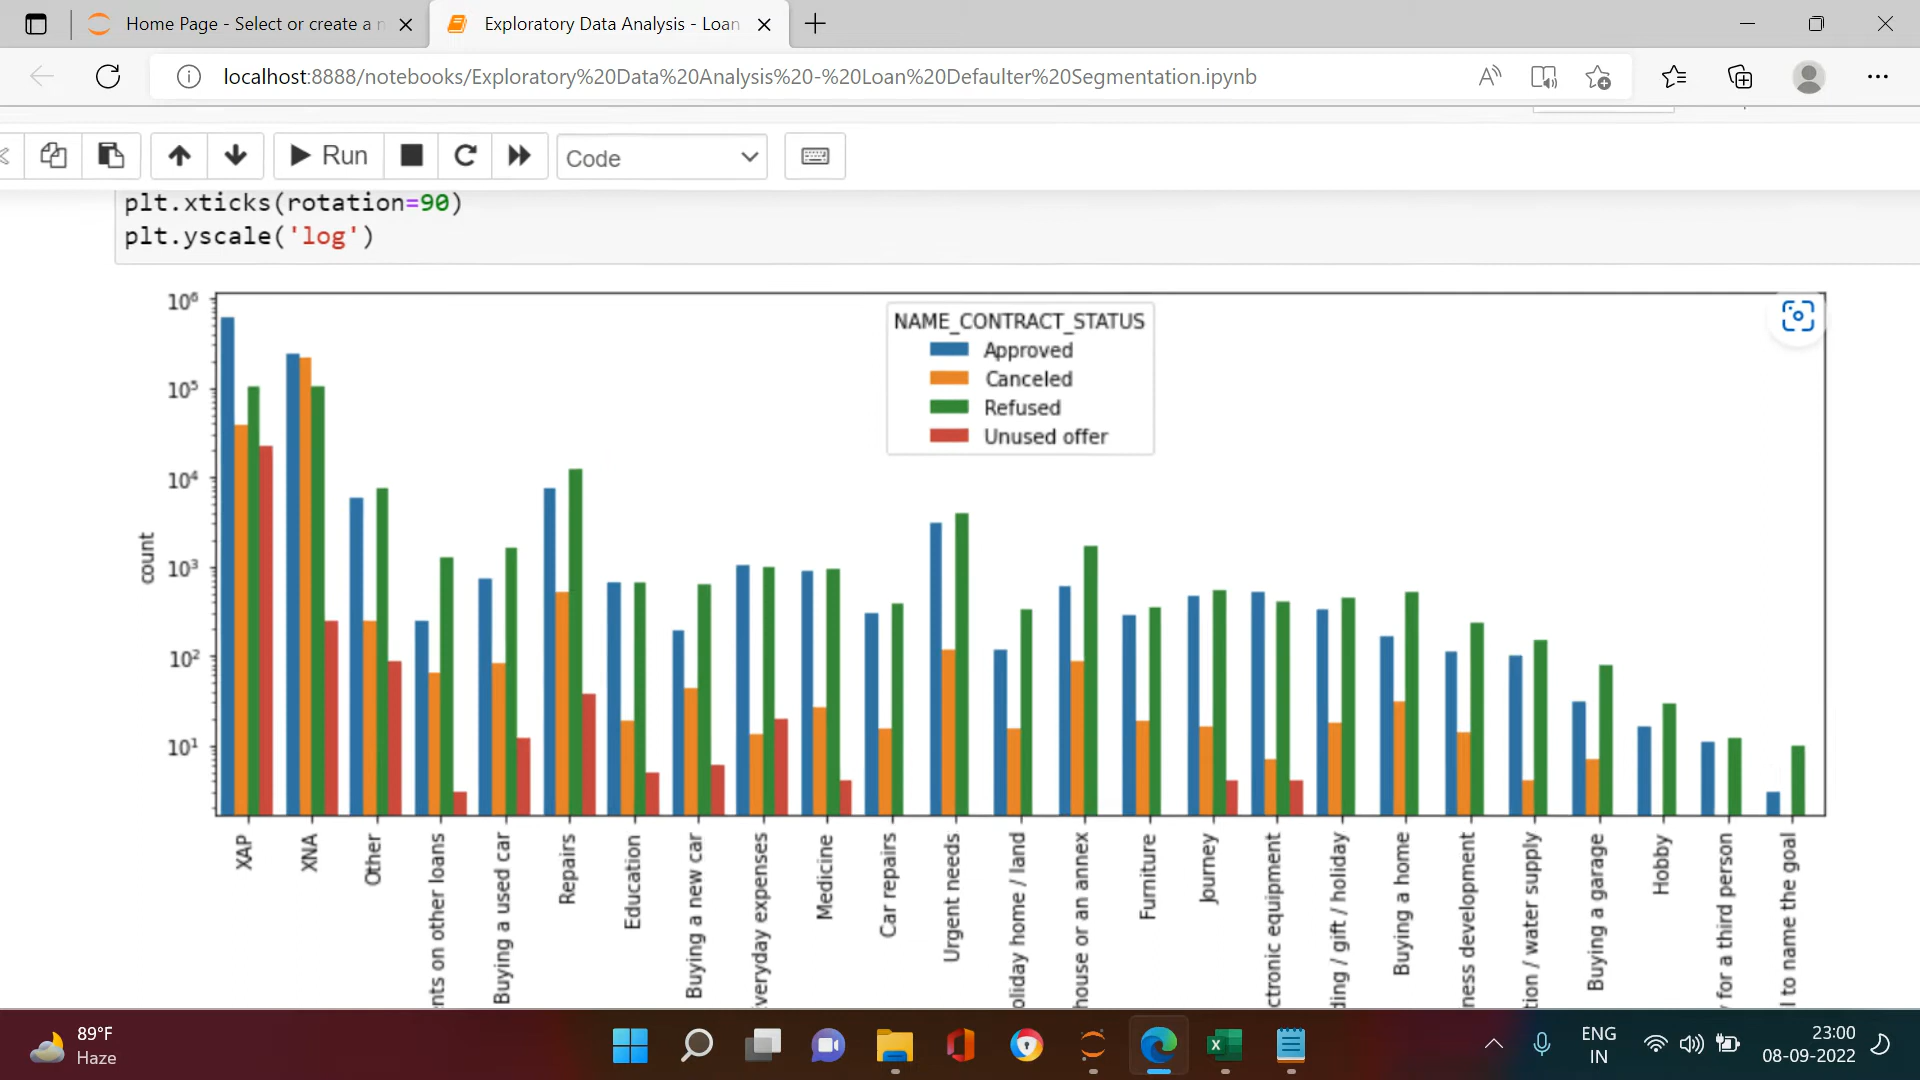 Home Page - Select or create a n
Exploratory Data Analysis - Loan
localhost:8888/notebooks/Exploratory%20Data%20Analysis%20-%20Loan%20Defaulter%20Segmentation.ipynb
Run
Code
plt.xticks(rotation=90)
plt.yscale('log')
NAME_CONTRACT_STATUS
Approved
Canceled
Refused
Unused offer
10⁶
10⁵
10⁴
10³
10²
10¹
count
XAP
XNA
Other
nts on other loans
Buying a used car
Repairs
Education
Buying a new car
veryday expenses
Medicine
Car repairs
Urgent needs
oliday home / land
house or an annex
Furniture
Journey
ctronic equipment
ding / gift / holiday
Buying a home
ness development
tion / water supply
Buying a garage
Hobby
for a third person
l to name the goal
89°F
Haze
ENG
IN
23:00
08-09-2022